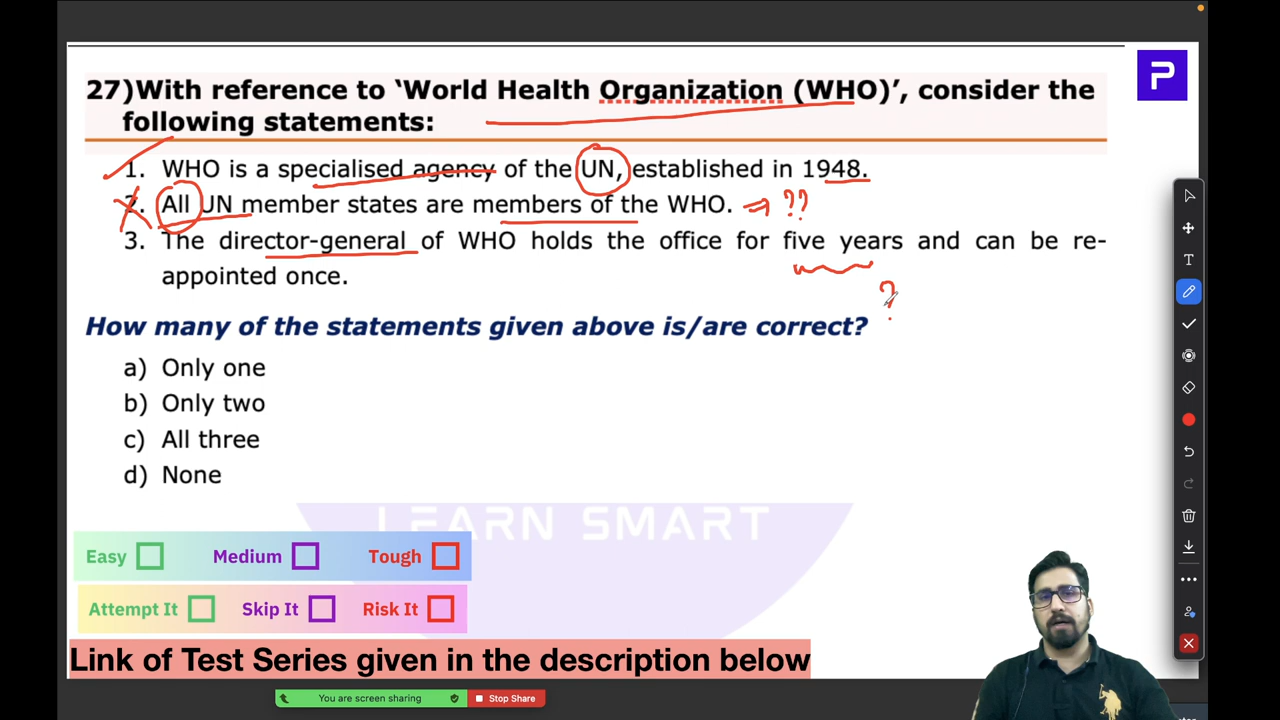 27)With reference to ‘World Health Organization (WHO)’, consider the
following statements:
1. WHO is a specialised agency of the UN, established in 1948.
2. All UN member states are members of the WHO. ⇒ ??
3. The director-general of WHO holds the office for five years and can be re-
appointed once.
?
How many of the statements given above is/are correct?
a) Only one
b) Only two
c) All three
d) None
LEARN SMART
Easy Medium Tough
Attempt It Skip It Risk It
Link of Test Series given in the description below
You are screen sharing Stop Share
P
T